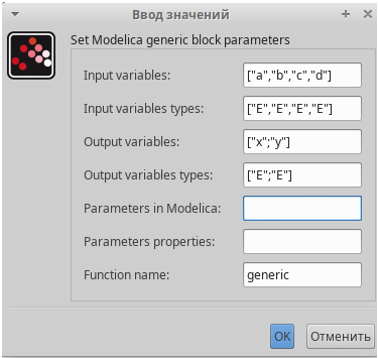 Ввод значений
Set Modelica generic block parameters
Input variables: ["a","b","c","d"]
Input variables types: ["E","E","E","E"]
Output variables: ["x";"y"]
Output variables types: ["E";"E"]
Parameters in Modelica:
Parameters properties:
Function name: generic
OK Отменить